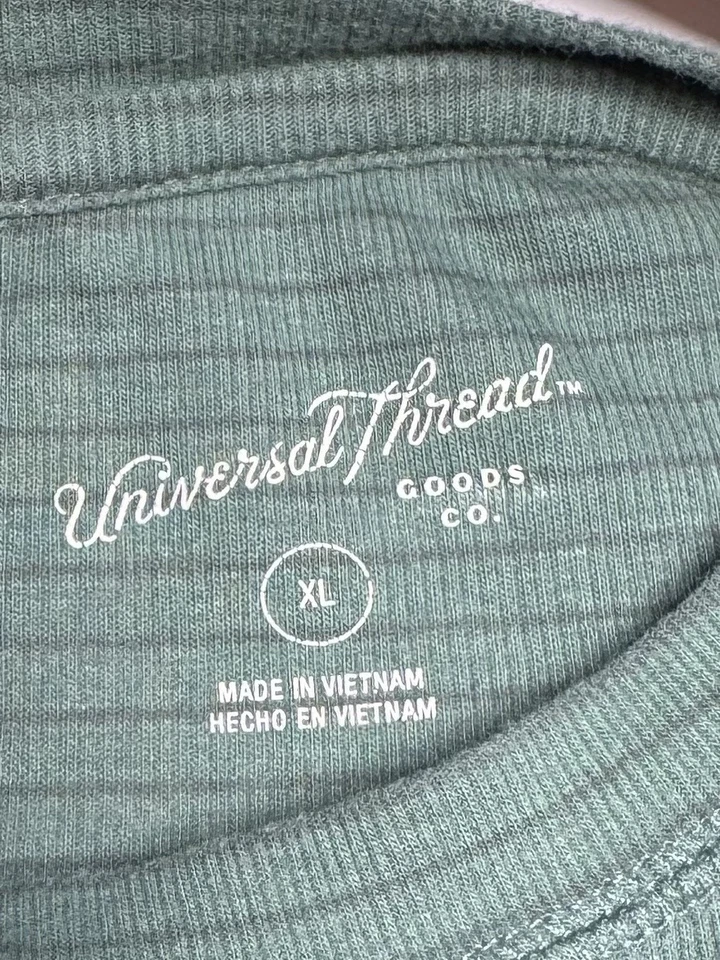 Universal Thread™
GOODS
CO.
XL
MADE IN VIETNAM
HECHO EN VIETNAM